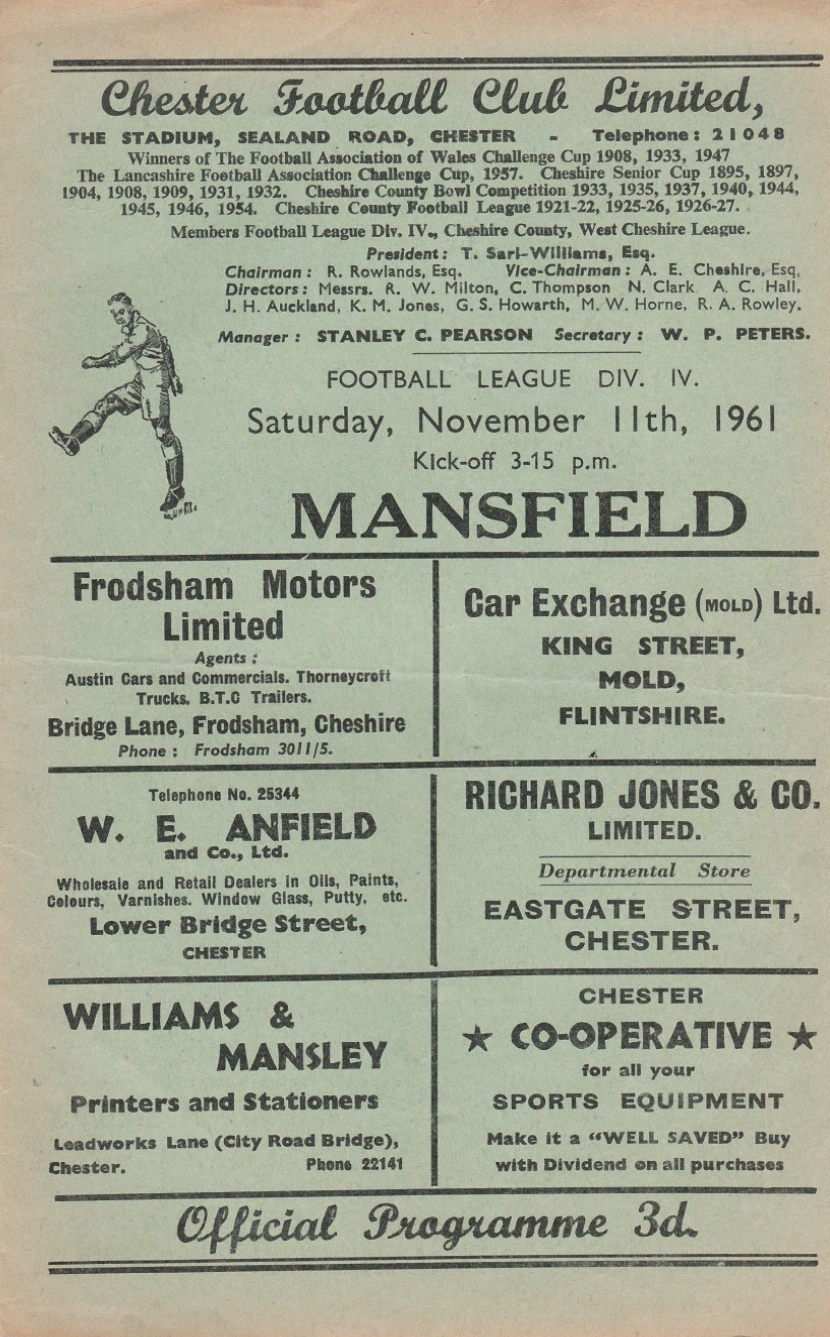 Chester Football Club Limited,
THE STADIUM, SEALAND ROAD, CHESTER - Telephone: 21048
Winners of The Football Association of Wales Challenge Cup 1908, 1933, 1947
The Lancashire Football Association Challenge Cup, 1957. Cheshire Senior Cup 1895, 1897,
1904, 1908, 1909, 1931, 1932. Cheshire County Bowl Competition 1933, 1935, 1937, 1940, 1944,
1945, 1946, 1954. Cheshire County Football League 1921-22, 1925-26, 1926-27.
Members Football League Div. IV., Cheshire County, West Cheshire League.
President: T. Sarl-Williams, Esq.
Chairman: R. Rowlands, Esq. Vice-Chairman: A. E. Cheshire, Esq,
Directors: Messrs. R. W. Milton, C. Thompson N. Clark A. C. Hall,
J. H. Auckland, K. M. Jones, G. S. Howarth, M. W. Horne, R. A. Rowley.
Manager: STANLEY C. PEARSON Secretary: W. P. PETERS.
FOOTBALL LEAGUE DIV. IV.
Saturday, November 11th, 1961
Kick-off 3-15 p.m.
MANSFIELD
Frodsham Motors
Limited
Agents:
Austin Cars and Commercials. Thorneycroft
Trucks. B.T.C Trailers.
Bridge Lane, Frodsham, Cheshire
Phone: Frodsham 3011/5.
Car Exchange (MOLD) Ltd.
KING STREET,
MOLD,
FLINTSHIRE.
Telephone No. 25344
W. E. ANFIELD
and Co., Ltd.
Wholesale and Retail Dealers in Oils, Paints,
Colours, Varnishes. Window Glass, Putty, etc.
Lower Bridge Street,
CHESTER
RICHARD JONES & CO.
LIMITED.
Departmental Store
EASTGATE STREET,
CHESTER.
WILLIAMS &
MANSLEY
Printers and Stationers
Leadworks Lane (City Road Bridge),
Chester. Phone 22141
CHESTER
★ CO-OPERATIVE ★
for all your
SPORTS EQUIPMENT
Make it a "WELL SAVED" Buy
with Dividend on all purchases
Official Programme 3d.